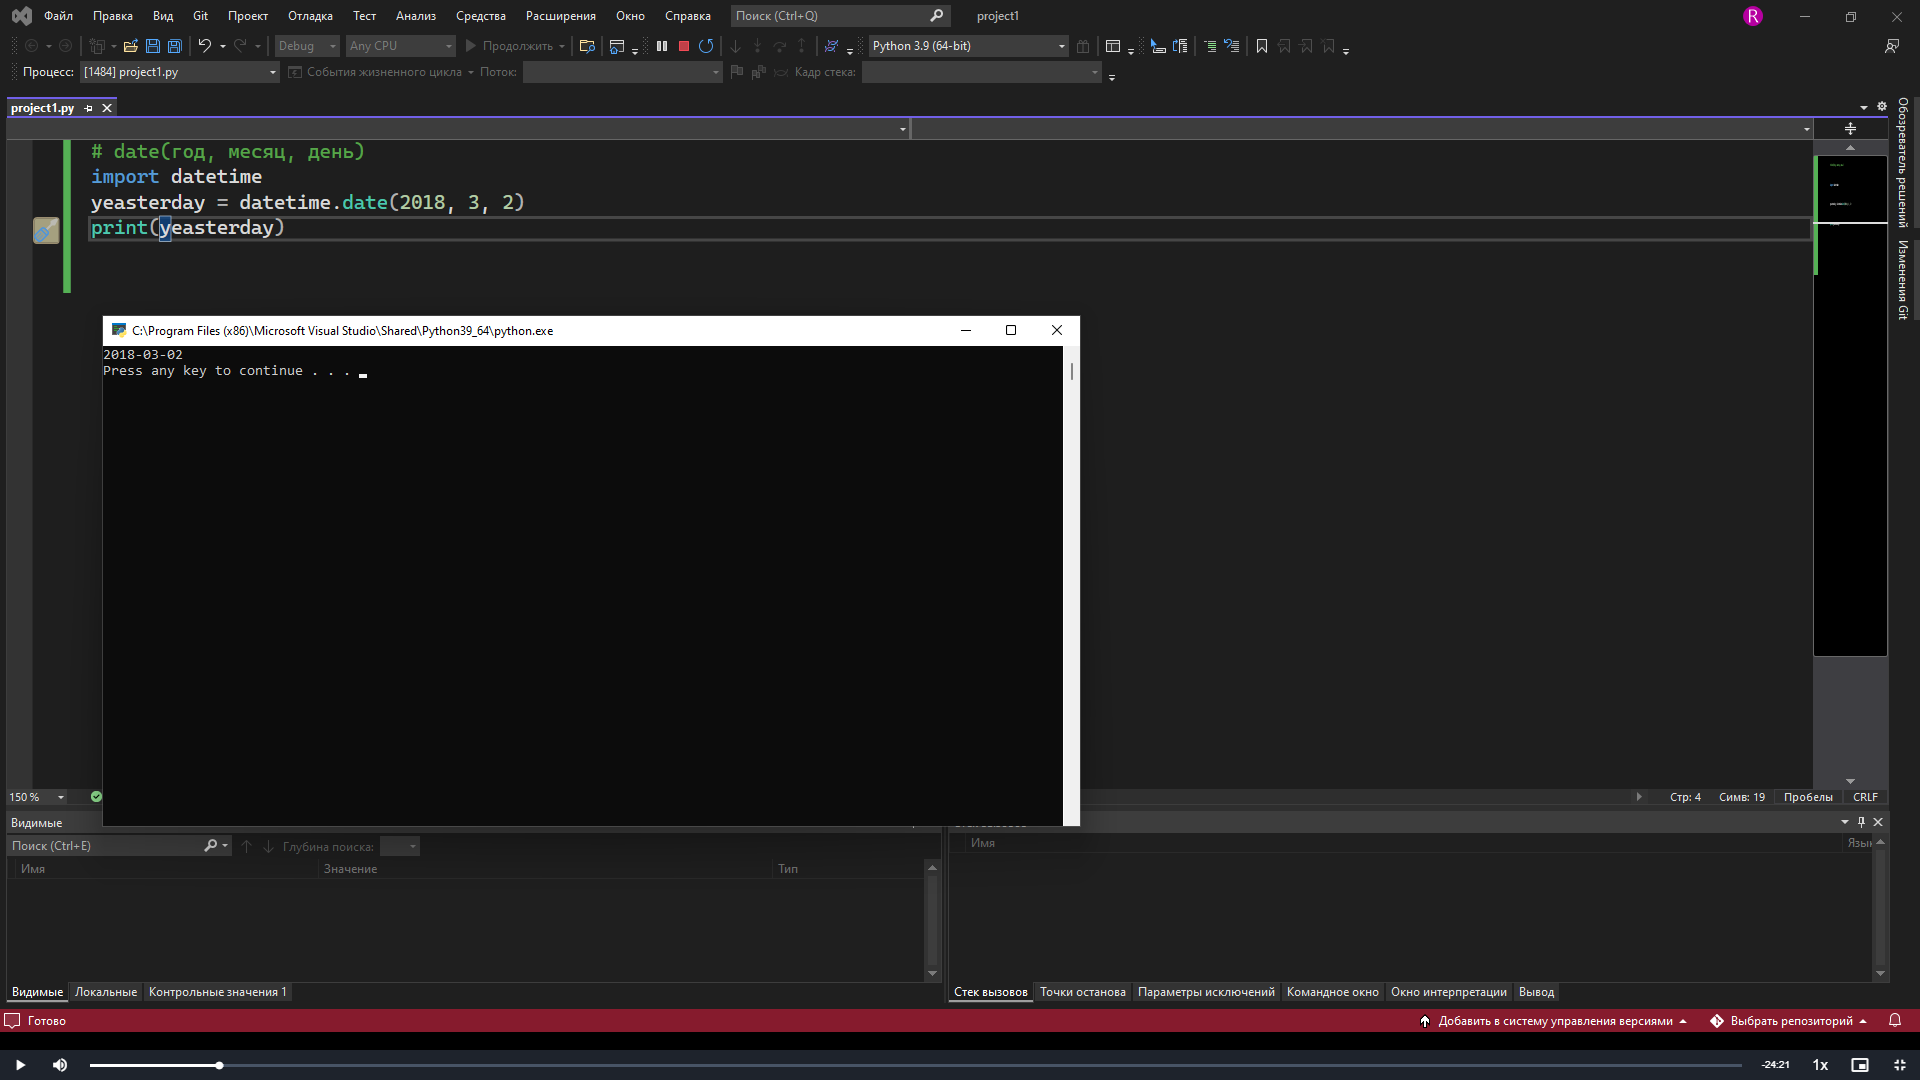 Файл Правка Вид Git Проект Отладка Тест Анализ Средства Расширения Окно Справка Поиск (Ctrl+Q) project1 R
Debug Any CPU Продолжить Python 3.9 (64-bit)
Процесс: [1484] project1.py События жизненного цикла Поток: Кадр стека:
project1.py
# date(год, месяц, день)
import datetime
yeasterday = datetime.date(2018, 3, 2)
print(yeasterday)
Обозреватель решений
Изменения Git
C:\Program Files (x86)\Microsoft Visual Studio\Shared\Python39_64\python.exe
2018-03-02
Press any key to continue . . .
150 % Стр: 4 Симв: 19 Пробелы CRLF
Видимые
Поиск (Ctrl+E) Глубина поиска:
Имя Значение Тип
Имя Язык
Видимые Локальные Контрольные значения 1
Стек вызовов Точки останова Параметры исключений Командное окно Окно интерпретации Вывод
Готово Добавить в систему управления версиями Выбрать репозиторий
-24:21 1x